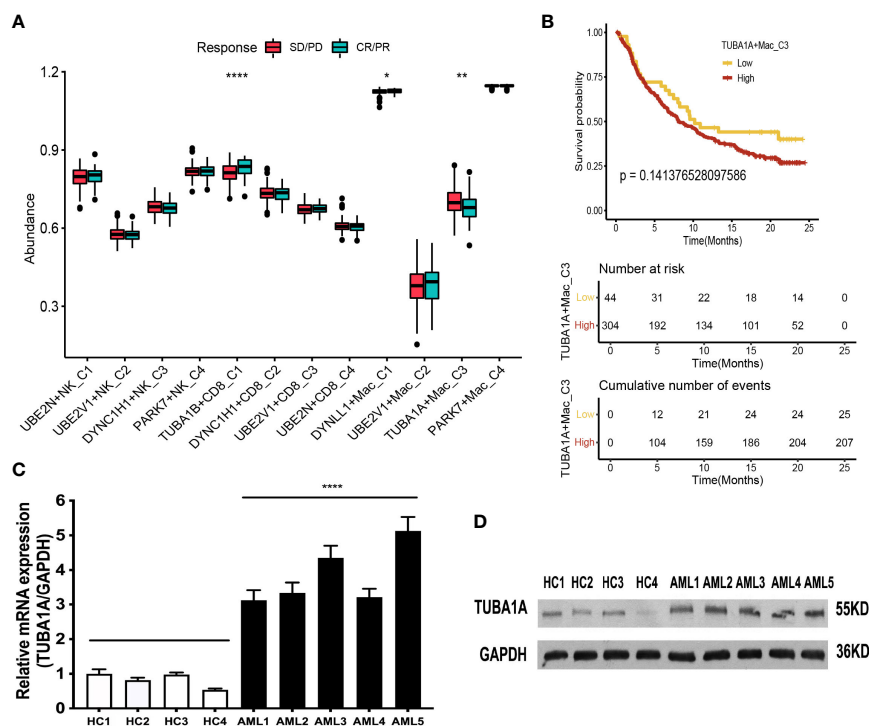 A
Response SD/PD CR/PR
**** * **
1.2
0.9
0.6
0.3
Abundance
UBE2N+NK_C1
UBE2V1+NK_C2
DYNC1H1+NK_C3
PARK7+NK_C4
TUBA1B+CD8_C1
DYNC1H1+CD8_C2
UBE2V1+CD8_C3
UBE2N+CD8_C4
DYNLL1+Mac_C1
UBE2V1+Mac_C2
TUBA1A+Mac_C3
PARK7+Mac_C4
B
TUBA1A+Mac_C3
Low
High
1.00
0.75
0.50
0.25
0.00
Survival probability
p = 0.141376528097586
0 5 10 15 20 25
Time(Months)
Number at risk
TUBA1A+Mac_C3
Low 44 31 22 18 14 0
High 304 192 134 101 52 0
0 5 10 15 20 25
Time(Months)
Cumulative number of events
TUBA1A+Mac_C3
Low 0 12 21 24 24 25
High 0 104 159 186 204 207
0 5 10 15 20 25
Time(Months)
C
****
Relative mRNA expression
(TUBA1A/GAPDH)
6
5
4
3
2
1
0
HC1 HC2 HC3 HC4 AML1 AML2 AML3 AML4 AML5
D
HC1 HC2 HC3 HC4 AML1 AML2 AML3 AML4 AML5
TUBA1A 55KD
GAPDH 36KD